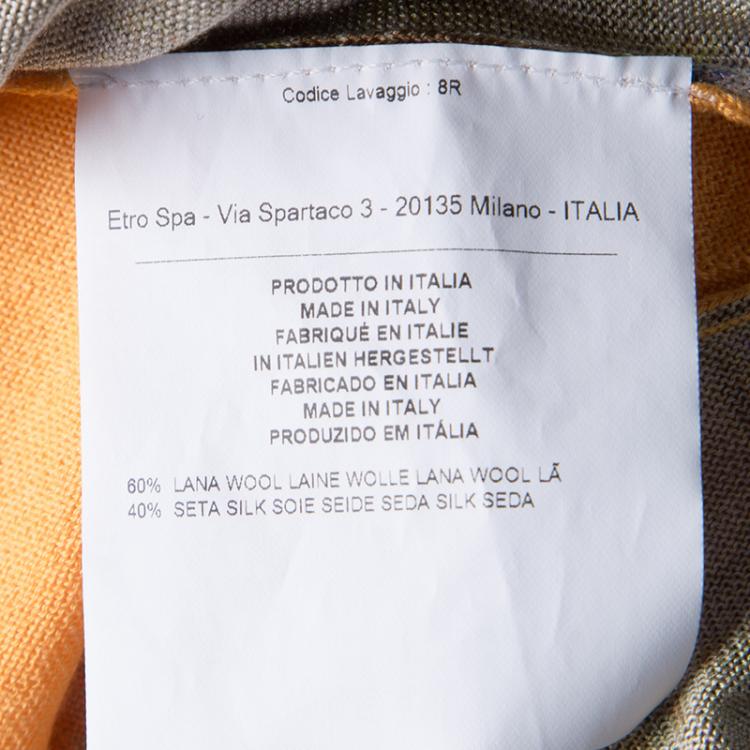 Codice Lavaggio : 8R
Etro Spa - Via Spartaco 3 - 20135 Milano - ITALIA
PRODOTTO IN ITALIA
MADE IN ITALY
FABRIQUÉ EN ITALIE
IN ITALIEN HERGESTELLT
FABRICADO EN ITALIA
MADE IN ITALY
PRODUZIDO EM ITÁLIA
60% LANA WOOL LAINE WOLLE LANA WOOL LÃ
40% SETA SILK SOIE SEIDE SEDA SILK SEDA